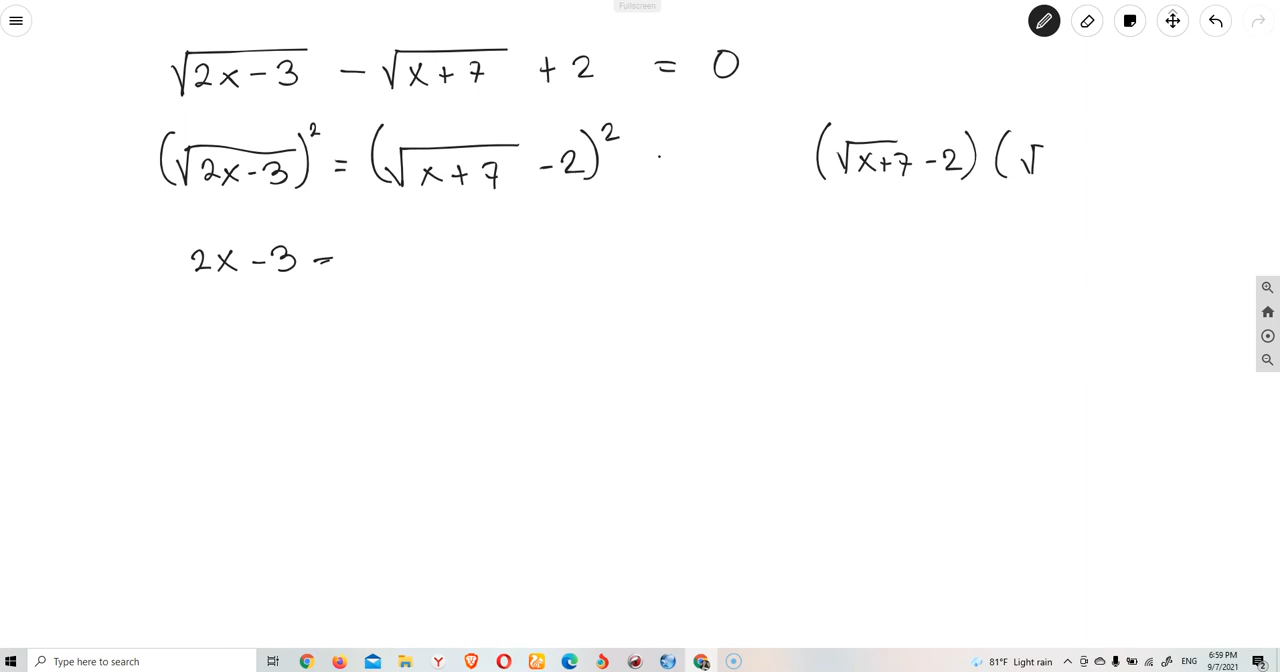 Fullscreen
√(2x-3) - √(x+7) + 2 = 0
(√(2x-3))² = (√(x+7) -2)² . (√x+7 -2) (√
2x -3 =
Type here to search
81°F Light rain
ENG
6:59 PM
9/7/2021
2